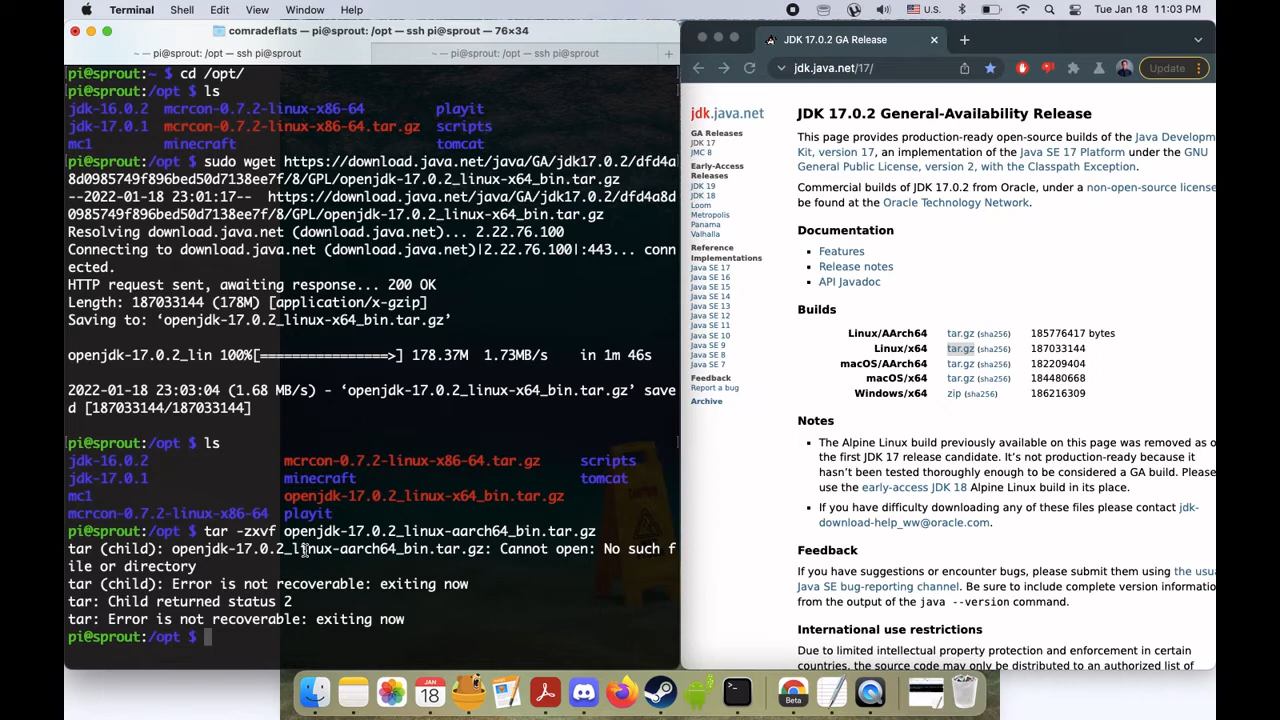 Terminal Shell Edit View Window Help
U.S. Tue Jan 18 11:03 PM
comradeflats — pi@sprout: /opt — ssh pi@sprout — 76×34
~ — pi@sprout: /opt — ssh pi@sprout
~ — pi@sprout: /opt — ssh pi@sprout
pi@sprout:~ $ cd /opt/
pi@sprout:/opt $ ls
jdk-16.0.2 mcrcon-0.7.2-linux-x86-64 playit
jdk-17.0.1 mcrcon-0.7.2-linux-x86-64.tar.gz scripts
mc1 minecraft tomcat
pi@sprout:/opt $ sudo wget https://download.java.net/java/GA/jdk17.0.2/dfd4a
8d0985749f896bed50d7138ee7f/8/GPL/openjdk-17.0.2_linux-x64_bin.tar.gz
--2022-01-18 23:01:17-- https://download.java.net/java/GA/jdk17.0.2/dfd4a8d
0985749f896bed50d7138ee7f/8/GPL/openjdk-17.0.2_linux-x64_bin.tar.gz
Resolving download.java.net (download.java.net)... 2.22.76.100
Connecting to download.java.net (download.java.net)|2.22.76.100|:443... conn
ected.
HTTP request sent, awaiting response... 200 OK
Length: 187033144 (178M) [application/x-gzip]
Saving to: ‘openjdk-17.0.2_linux-x64_bin.tar.gz’
openjdk-17.0.2_lin 100%[================>] 178.37M 1.73MB/s in 1m 46s
2022-01-18 23:03:04 (1.68 MB/s) - ‘openjdk-17.0.2_linux-x64_bin.tar.gz’ save
d [187033144/187033144]
pi@sprout:/opt $ ls
jdk-16.0.2 mcrcon-0.7.2-linux-x86-64.tar.gz scripts
jdk-17.0.1 minecraft tomcat
mc1 openjdk-17.0.2_linux-x64_bin.tar.gz
mcrcon-0.7.2-linux-x86-64 playit
pi@sprout:/opt $ tar -zxvf openjdk-17.0.2_linux-aarch64_bin.tar.gz
tar (child): openjdk-17.0.2_linux-aarch64_bin.tar.gz: Cannot open: No such f
ile or directory
tar (child): Error is not recoverable: exiting now
tar: Child returned status 2
tar: Error is not recoverable: exiting now
pi@sprout:/opt $
JDK 17.0.2 GA Release
jdk.java.net/17/
Update
jdk.java.net
GA Releases
JDK 17
JMC 8
Early-Access
Releases
JDK 19
JDK 18
Loom
Metropolis
Panama
Valhalla
Reference
Implementations
Java SE 17
Java SE 16
Java SE 15
Java SE 14
Java SE 13
Java SE 12
Java SE 11
Java SE 10
Java SE 9
Java SE 8
Java SE 7
Feedback
Report a bug
Archive
JDK 17.0.2 General-Availability Release
This page provides production-ready open-source builds of the Java Developm
Kit, version 17, an implementation of the Java SE 17 Platform under the GNU
General Public License, version 2, with the Classpath Exception.
Commercial builds of JDK 17.0.2 from Oracle, under a non-open-source license
be found at the Oracle Technology Network.
Documentation
Features
Release notes
API Javadoc
Builds
Linux/AArch64 tar.gz (sha256) 185776417 bytes
Linux/x64 tar.gz (sha256) 187033144
macOS/AArch64 tar.gz (sha256) 182209404
macOS/x64 tar.gz (sha256) 184480668
Windows/x64 zip (sha256) 186216309
Notes
The Alpine Linux build previously available on this page was removed as o
the first JDK 17 release candidate. It’s not production-ready because it
hasn’t been tested thoroughly enough to be considered a GA build. Please
use the early-access JDK 18 Alpine Linux build in its place.
If you have difficulty downloading any of these files please contact jdk-
download-help_ww@oracle.com.
Feedback
If you have suggestions or encounter bugs, please submit them using the usu
Java SE bug-reporting channel. Be sure to include complete version informatio
from the output of the java --version command.
International use restrictions
Due to limited intellectual property protection and enforcement in certain
countries, the source code may only be distributed to an authorized list of
JAN
18
Beta